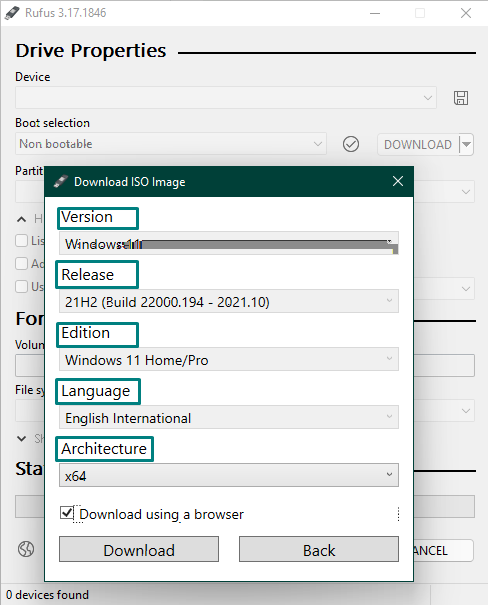 Rufus 3.17.1846
Drive Properties
Device
Boot selection
Non bootable
DOWNLOAD
Partit
Download ISO Image
H
Lis
Ad
Us
Version
Windows 11
Release
21H2 (Build 22000.194 - 2021.10)
Edition
Windows 11 Home/Pro
Language
English International
Architecture
x64
Download using a browser
Download
Back
For
Volun
File sy
Sh
Sta
ANCEL
0 devices found